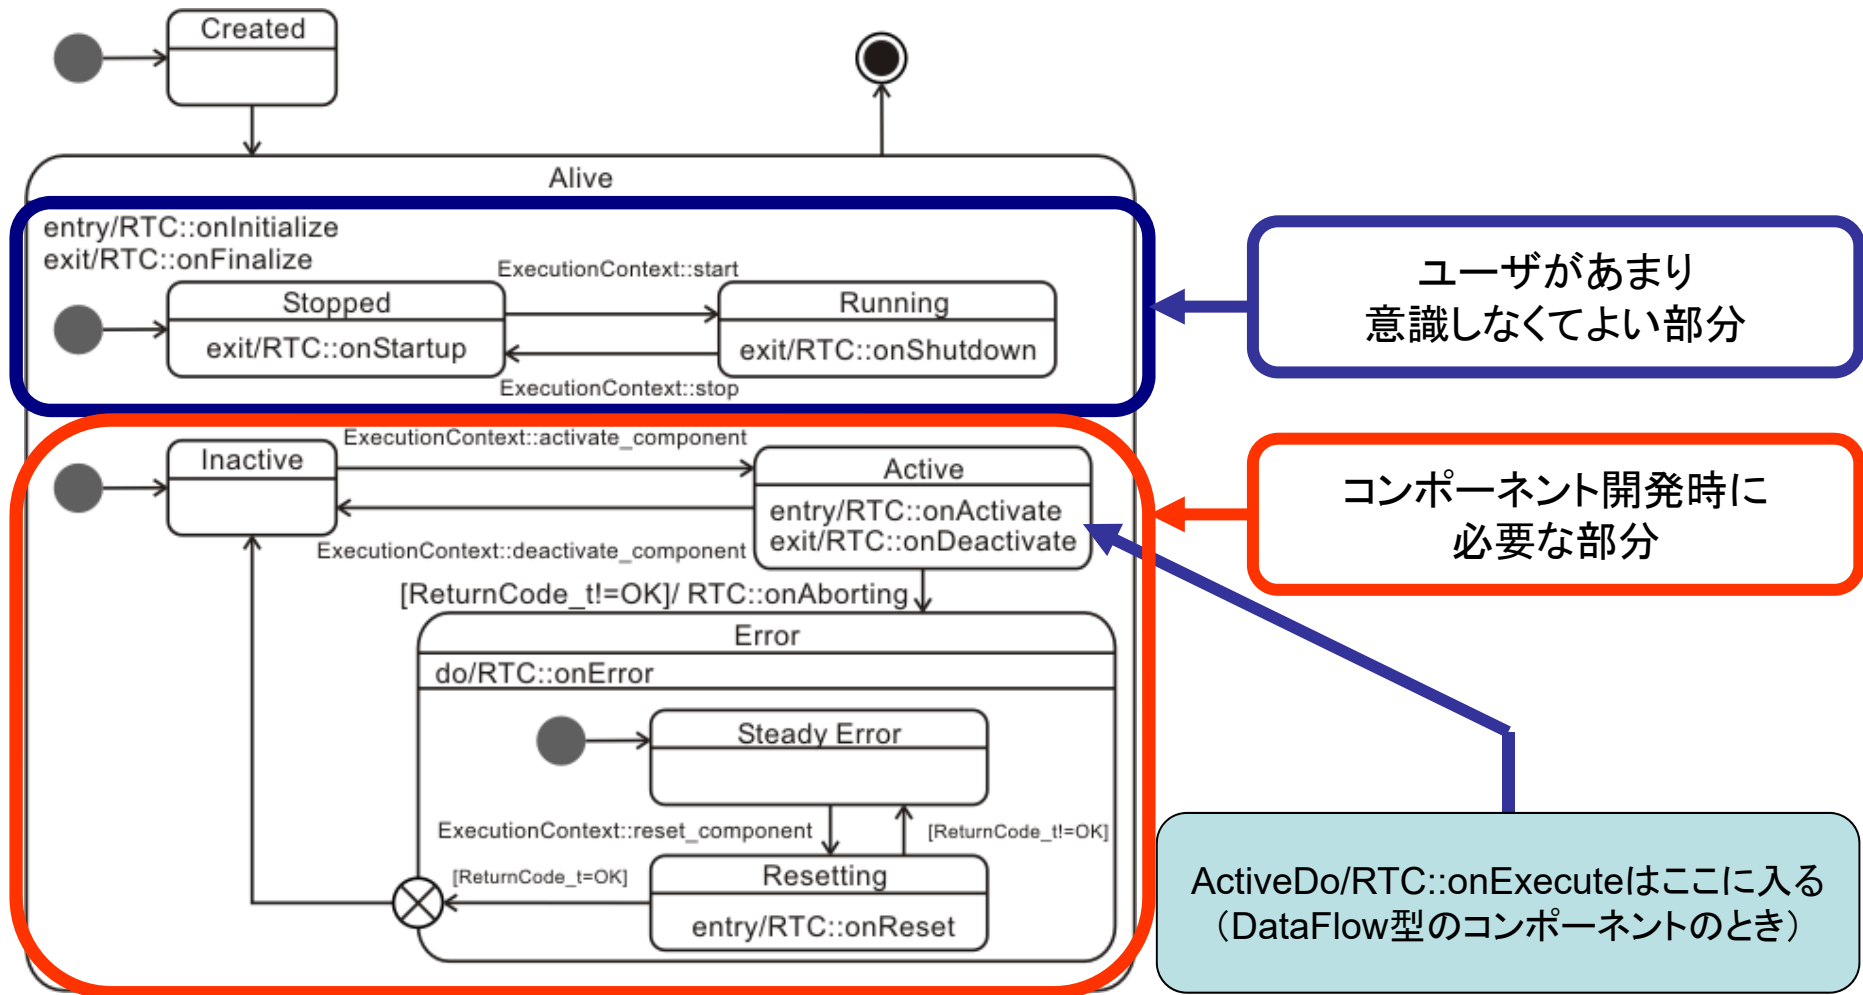 Created
Alive
entry/RTC::onInitialize
exit/RTC::onFinalize
ExecutionContext::start
Stopped
exit/RTC::onStartup
Running
exit/RTC::onShutdown
ExecutionContext::stop
ユーザがあまり
意識しなくてよい部分
ExecutionContext::activate_component
Inactive
Active
entry/RTC::onActivate
exit/RTC::onDeactivate
ExecutionContext::deactivate_component
コンポーネント開発時に
必要な部分
[ReturnCode_t!=OK]/ RTC::onAborting
Error
do/RTC::onError
Steady Error
ExecutionContext::reset_component
[ReturnCode_t!=OK]
[ReturnCode_t=OK]
Resetting
entry/RTC::onReset
ActiveDo/RTC::onExecuteはここに入る
（DataFlow型のコンポーネントのとき）